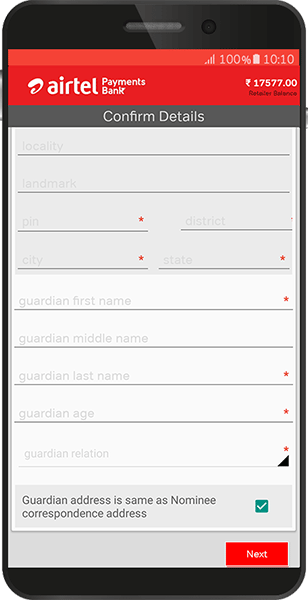 100% 10:10
airtel Payments Bank
₹ 17577.00
Retailer Balance
Confirm Details
locality
landmark
pin * district *
city * state *
guardian first name *
guardian middle name
guardian last name *
guardian age *
guardian relation *
Guardian address is same as Nominee
correspondence address
Next